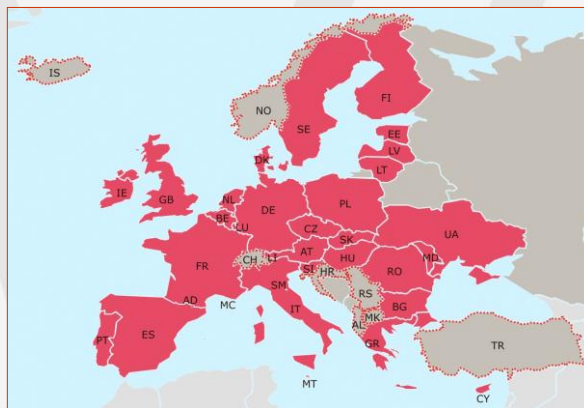 IS
NO
FI
SE
EE
LV
LT
DK
IE
GB
NL
BE
LU
DE
PL
CZ
SK
UA
FR
CH
LI
AT
HU
MD
RO
SI
HR
AD
MC
SM
IT
RS
BG
MK
AL
GR
PT
ES
TR
MT
CY